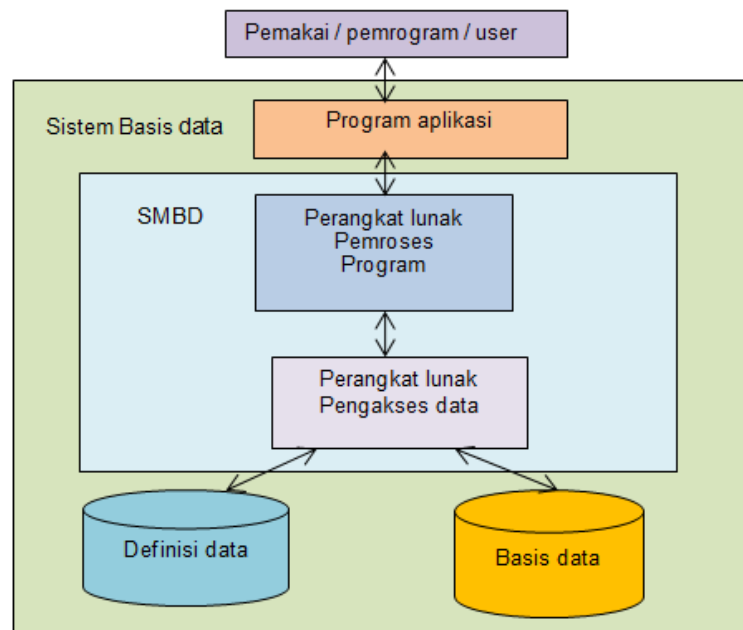 Pemakai / pemrogram / user
Sistem Basis data
Program aplikasi
SMBD
Perangkat lunak
Pemroses
Program
Perangkat lunak
Pengakses data
Definisi data
Basis data